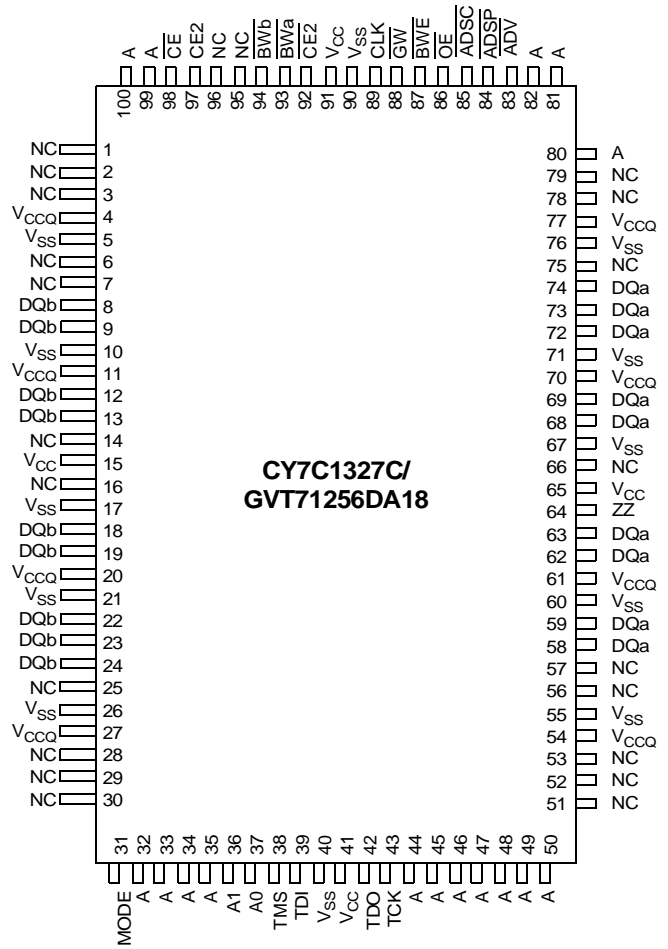 A A CE CE2 NC NC BWb BWa CE2 VCC VSS CLK GW BWE OE ADSC ADSP ADV A A
100 99 98 97 96 95 94 93 92 91 90 89 88 87 86 85 84 83 82 81
NC 1
NC 2
NC 3
VCCQ 4
VSS 5
NC 6
NC 7
DQb 8
DQb 9
VSS 10
VCCQ 11
DQb 12
DQb 13
NC 14
VCC 15
NC 16
VSS 17
DQb 18
DQb 19
VCCQ 20
VSS 21
DQb 22
DQb 23
DQb 24
NC 25
VSS 26
VCCQ 27
NC 28
NC 29
NC 30
CY7C1327C/
GVT71256DA18
80 A
79 NC
78 NC
77 VCCQ
76 VSS
75 NC
74 DQa
73 DQa
72 DQa
71 VSS
70 VCCQ
69 DQa
68 DQa
67 VSS
66 NC
65 VCC
64 ZZ
63 DQa
62 DQa
61 VCCQ
60 VSS
59 DQa
58 DQa
57 NC
56 NC
55 VSS
54 VCCQ
53 NC
52 NC
51 NC
31 32 33 34 35 36 37 38 39 40 41 42 43 44 45 46 47 48 49 50
MODE A A A A A1 A0 TMS TDI VSS VCC TDO TCK A A A A A A A